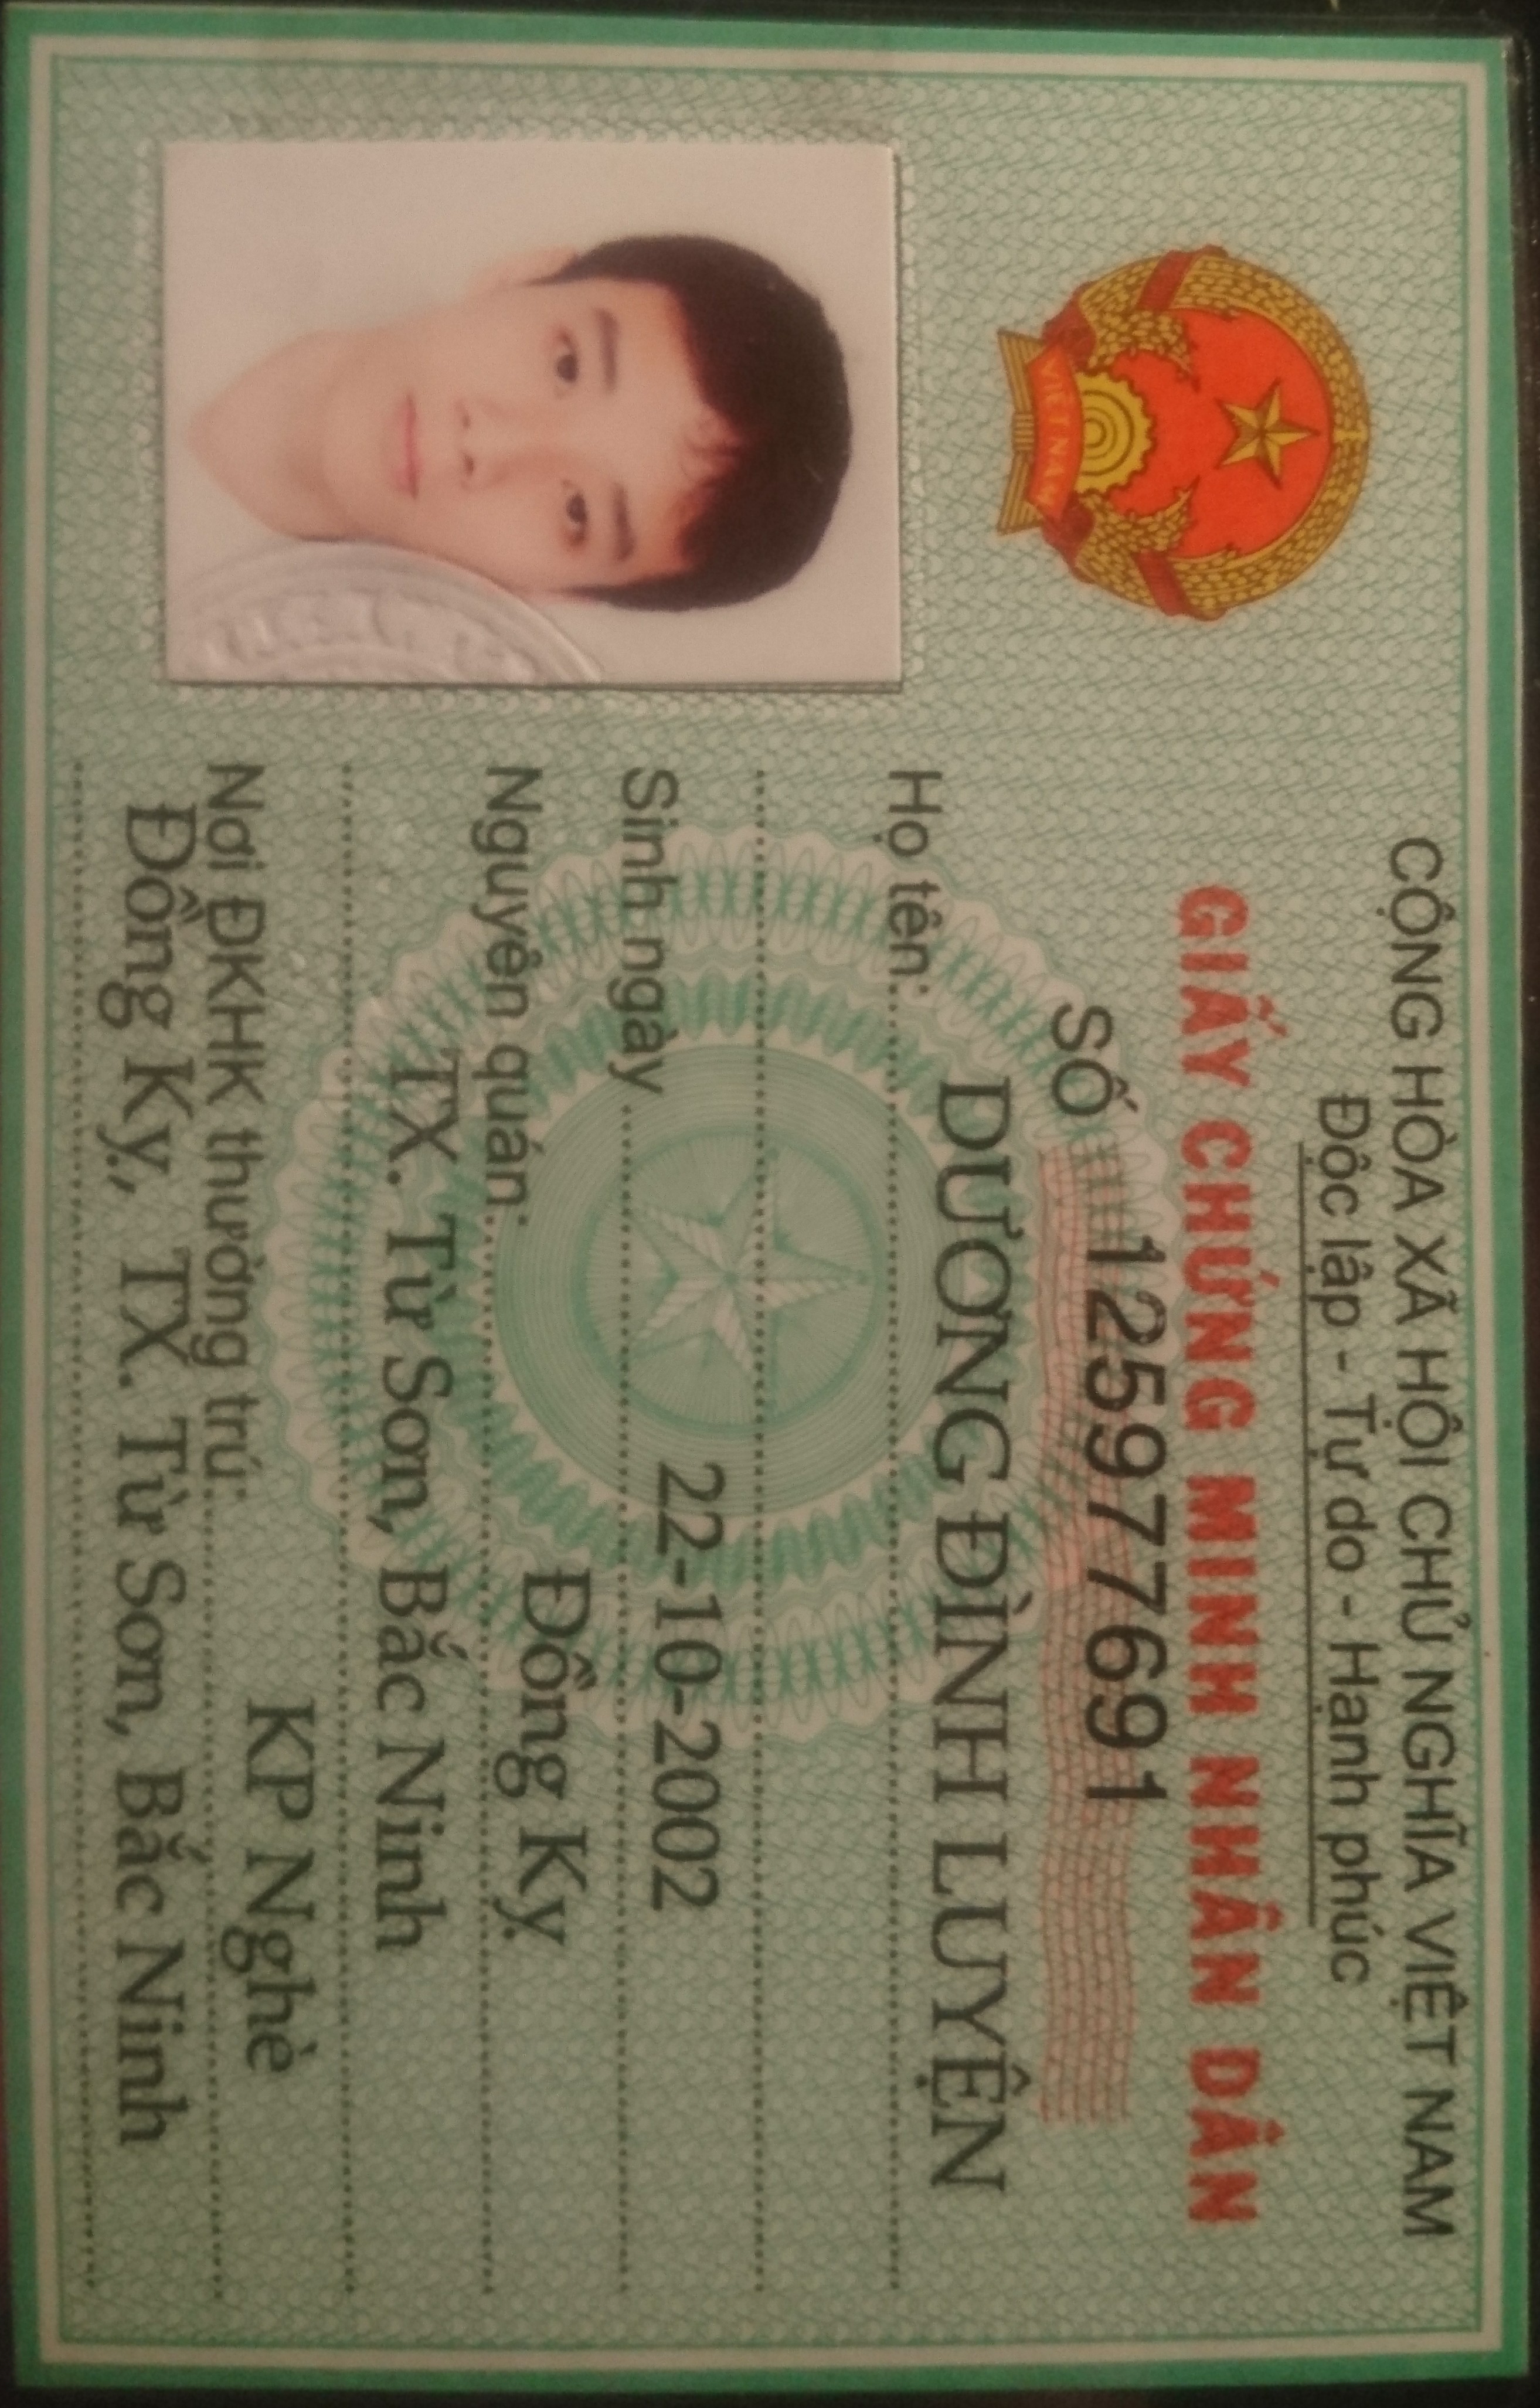 CỘNG HÒA XÃ HỘI CHỦ NGHĨA VIỆT NAM
Độc lập - Tự do - Hạnh phúc
GIẤY CHỨNG MINH NHÂN DÂN
SỐ 125977691
VIET NAM
Họ tên: DƯƠNG ĐÌNH LUYỆN
Sinh ngày 22-10-2002
Nguyên quán: Đồng Kỵ
TX. Từ Sơn, Bắc Ninh
Nơi ĐKHK thường trú: KP Nghè
Đồng Kỵ, TX. Từ Sơn, Bắc Ninh